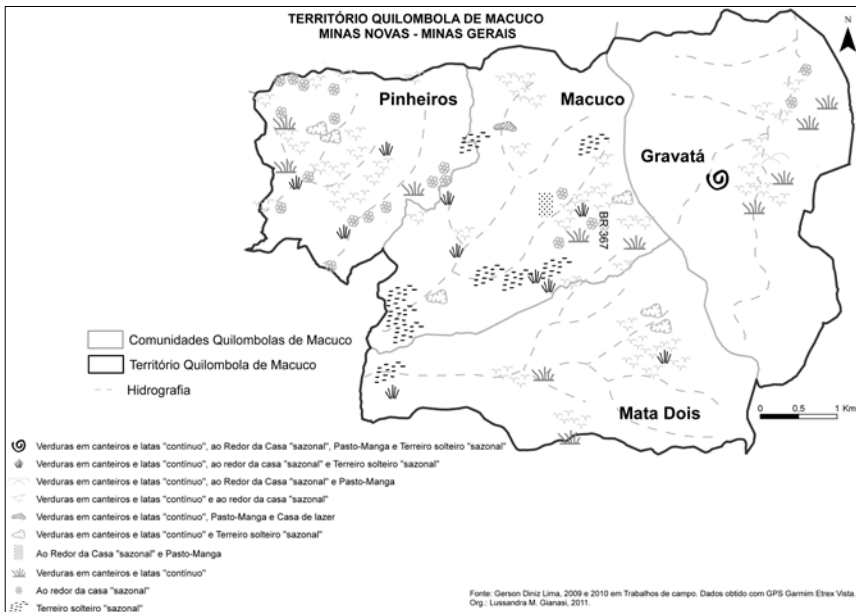 TERRITÓRIO QUILOMBOLA DE MACUCO
MINAS NOVAS - MINAS GERAIS
N
Pinheiros
Macuco
Gravatá
BR 367
Mata Dois
Comunidades Quilombolas de Macuco
Território Quilombola de Macuco
Hidrografia
0 0.5 1 Km
Verduras em canteiros e latas "contínuo", ao Redor da Casa "sazonal", Pasto-Manga e Terreiro solteiro "sazonal"
Verduras em canteiros e latas "contínuo", ao redor da casa "sazonal" e Terreiro solteiro "sazonal"
Verduras em canteiros e latas "contínuo", ao Redor da Casa "sazonal" e Pasto-Manga
Verduras em canteiros e latas "contínuo" e ao redor da casa "sazonal"
Verduras em canteiros e latas "contínuo", Pasto-Manga e Casa de lazer
Verduras em canteiros e latas "contínuo" e Terreiro solteiro "sazonal"
Ao Redor da Casa "sazonal" e Pasto-Manga
Verduras em canteiros e latas "contínuo"
Ao redor da casa "sazonal"
Terreiro solteiro "sazonal"
Fonte: Gerson Diniz Lima, 2009 e 2010 em Trabalhos de campo. Dados obtido com GPS Garmim Etrex Vista.
Org.: Lussandra M. Gianasi, 2011.